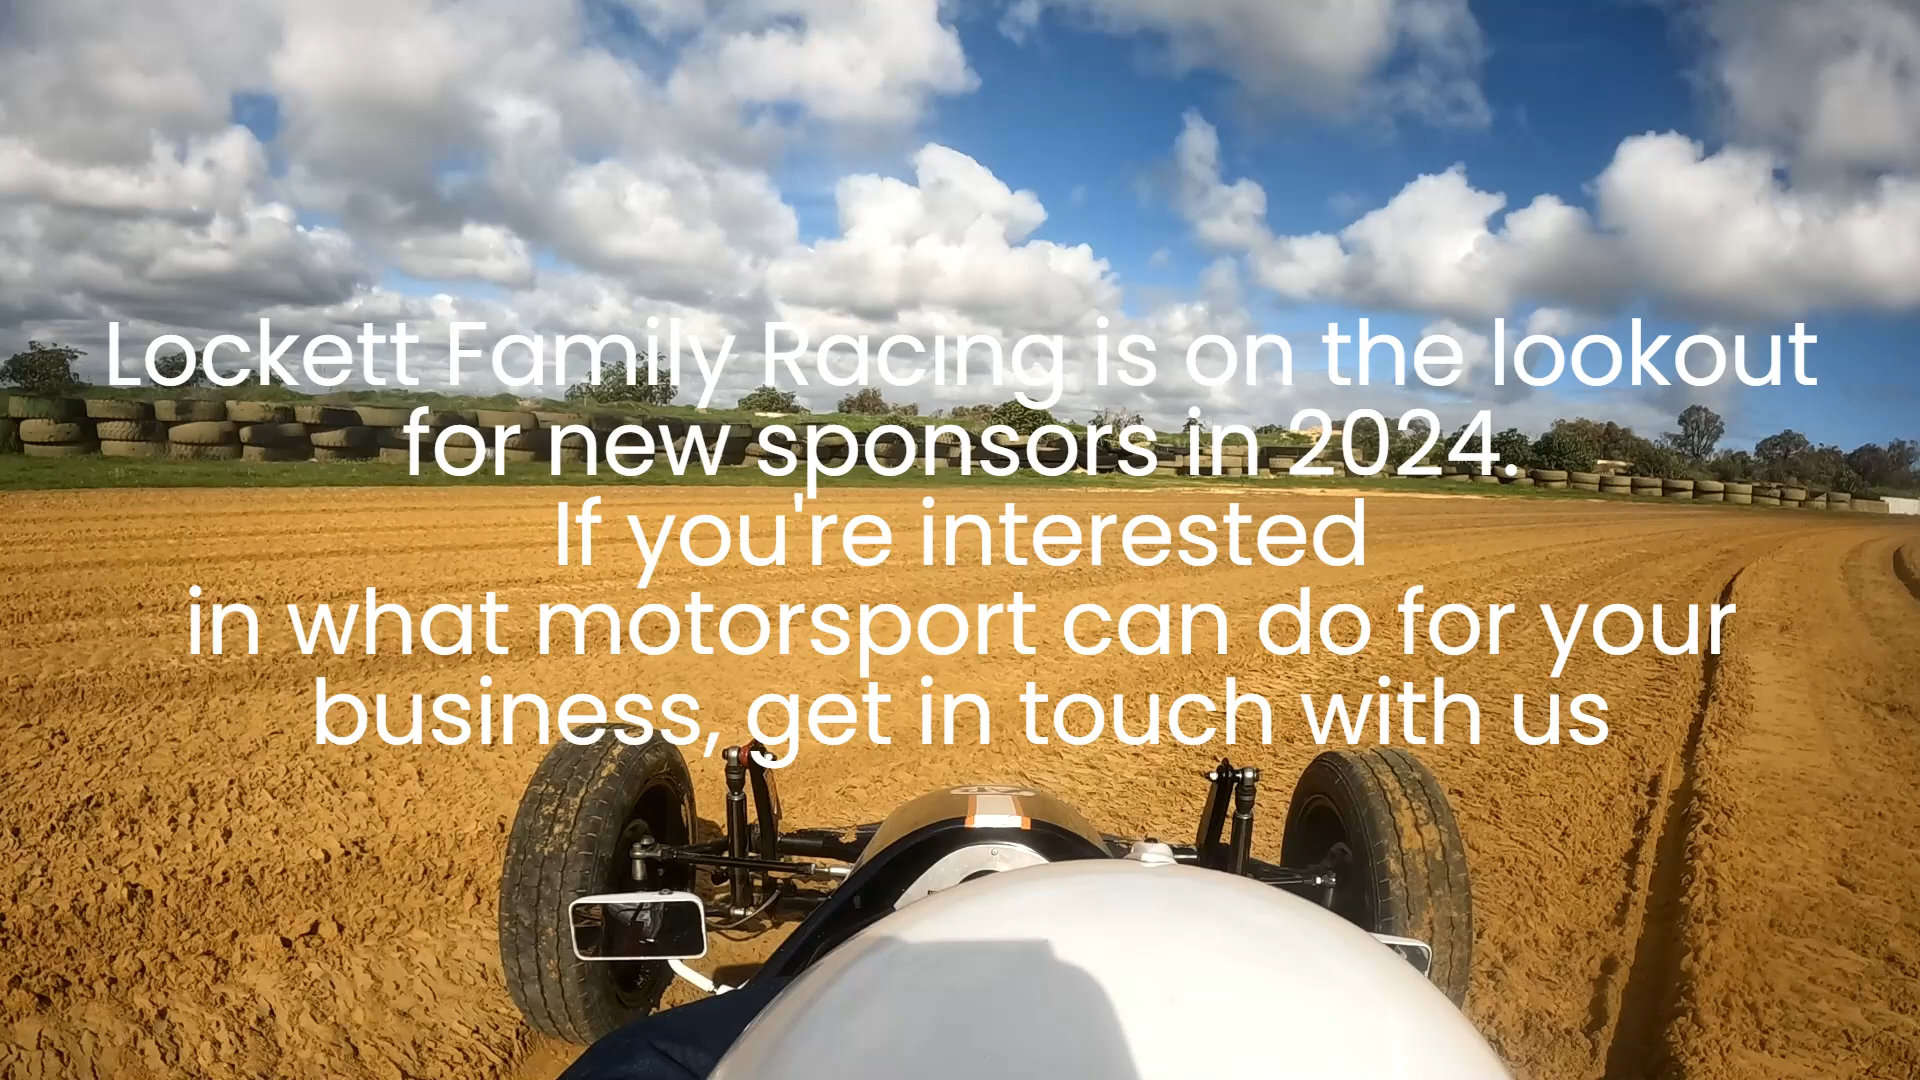 Lockett Family Racing is on the lookout
for new sponsors in 2024.
If you're interested
in what motorsport can do for your
business, get in touch with us